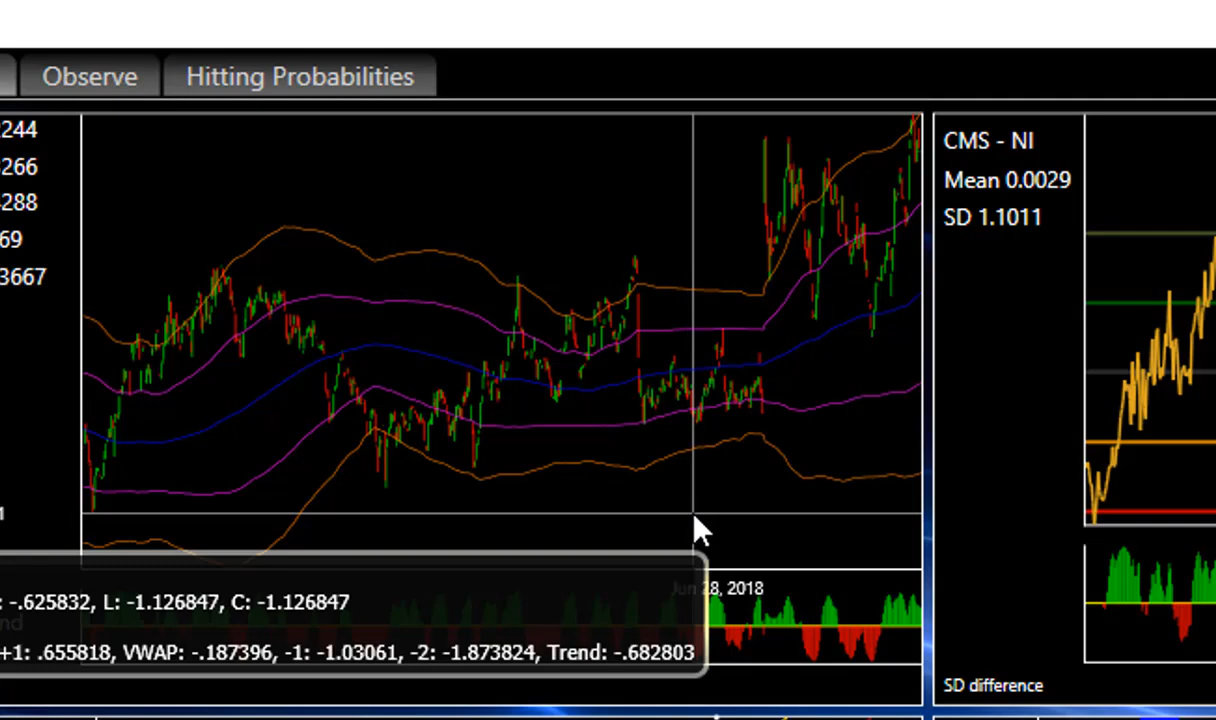 Observe
Hitting Probabilities
2244
266
288
69
3667
CMS - NI
Mean 0.0029
SD 1.1011
Jun 28, 2018
: -.625832, L: -1.126847, C: -1.126847
+1: .655818, VWAP: -.187396, -1: -1.03061, -2: -1.873824, Trend: -.682803
SD difference